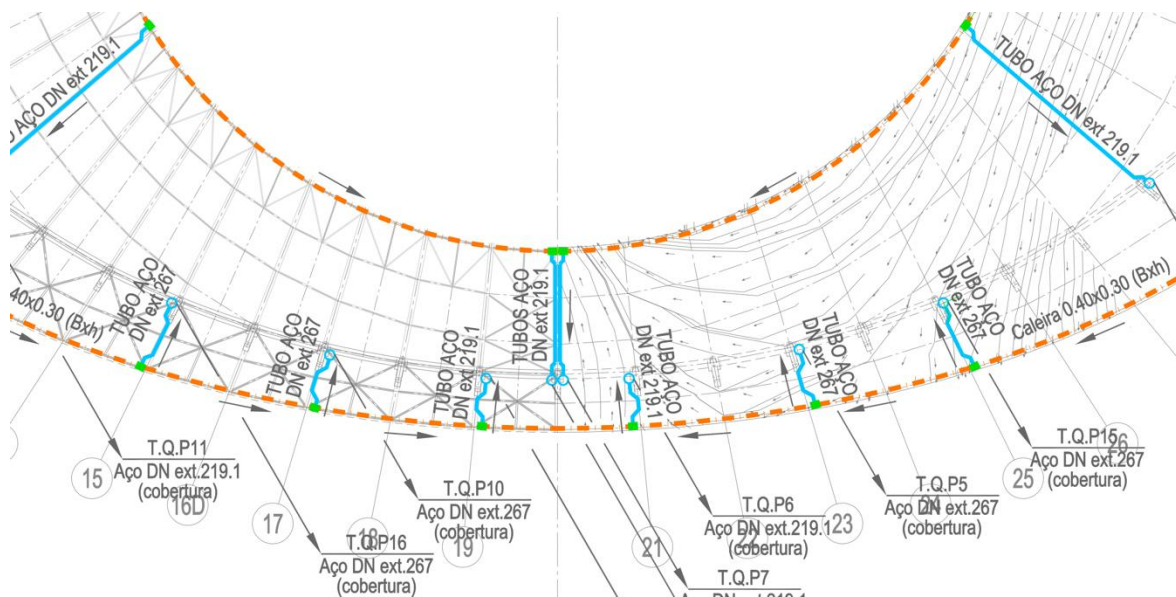 TUBO AÇO DN ext 219.1
TUBO AÇO DN ext 219.1
TUBO AÇO
DN ext 267
40x0.30 (Bxh)
TUBO AÇO
DN ext 267
TUBO AÇO
DN ext 219.1
TUBOS AÇO
DN ext 219.1
TUBO AÇO
DN ext 219.1
TUBO AÇO
DN ext 267
TUBO AÇO
DN ext 267
Caleira 0.40x0.30 (Bxh)
T.Q.P11
Aço DN ext.219.1
(cobertura)
T.Q.P16
Aço DN ext.267
(cobertura)
T.Q.P10
Aço DN ext.267
(cobertura)
T.Q.P6
Aço DN ext.219.1
(cobertura)
T.Q.P7
Aço DN ext.219.1
T.Q.P5
Aço DN ext.267
(cobertura)
T.Q.P15
Aço DN ext.267
(cobertura)
15
16D
17
18
19
21
22
23
24
25
26